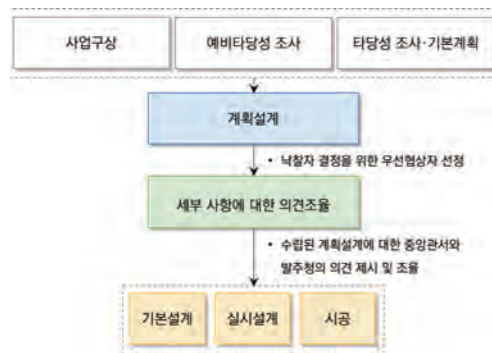 사업구상
예비타당성 조사
타당성 조사·기본계획
계획설계
• 낙찰자 결정을 위한 우선협상자 선정
세부 사항에 대한 의견조율
• 수립된 계획설계에 대한 중앙관서와
발주청의 의견 제시 및 조율
기본설계
실시설계
시공